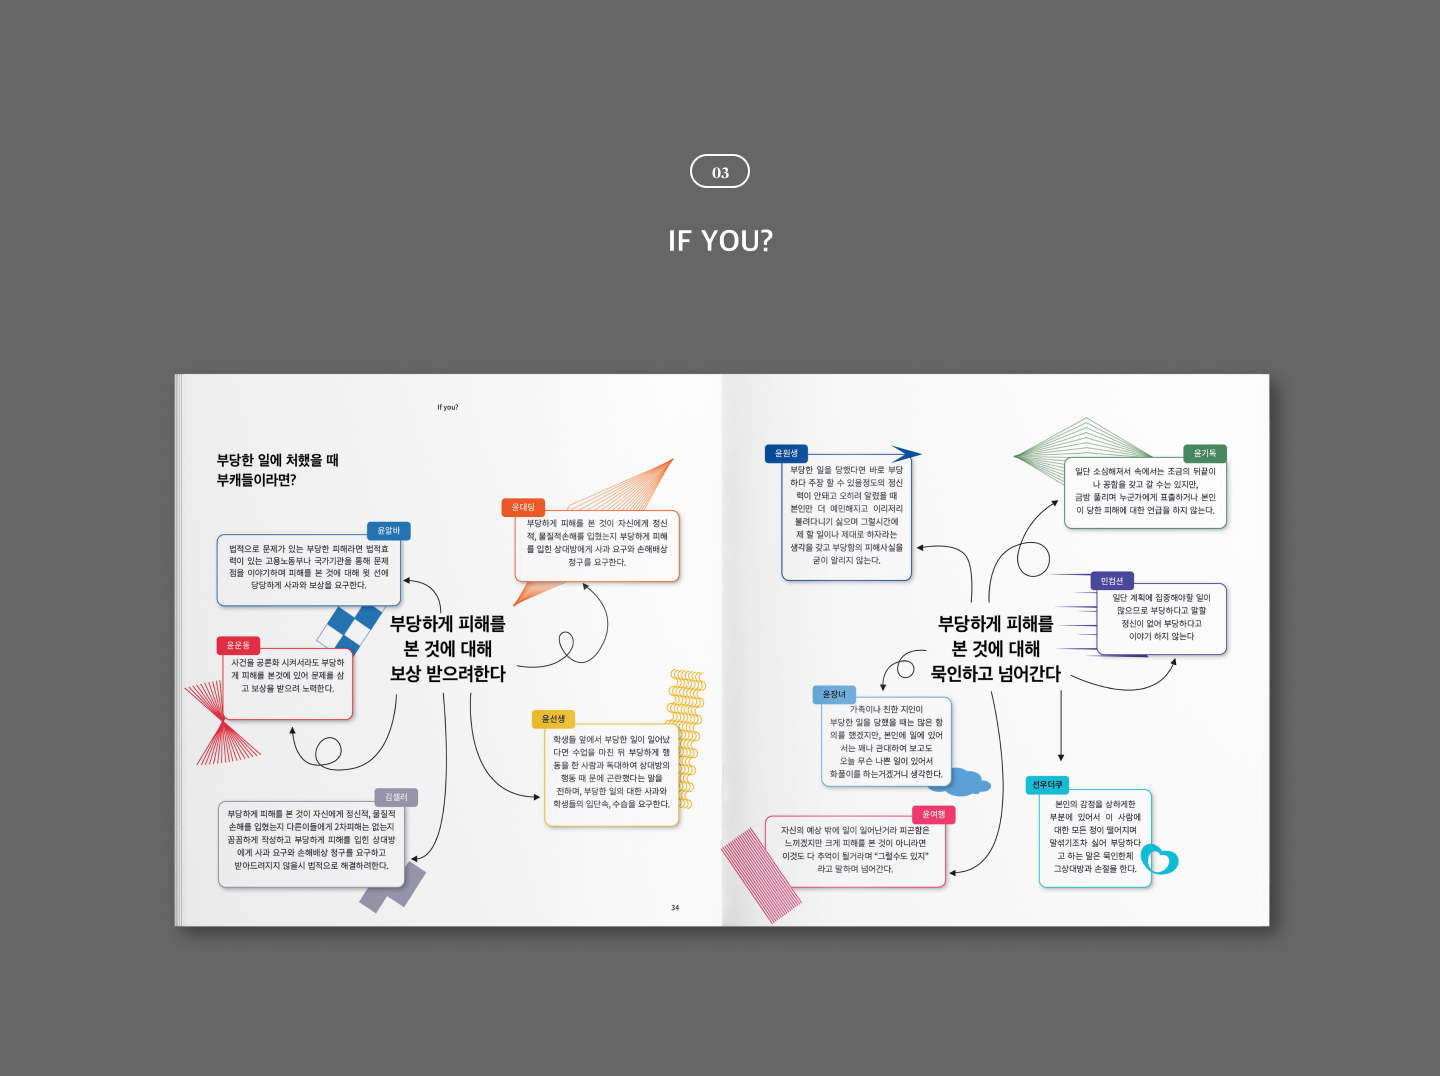 03
IF YOU?
If you?
부당한 일에 처했을 때
부캐들이라면?
윤알바
법적으로 문제가 있는 부당한 피해라면 법적효
력이 있는 고용노동부나 국가기관을 통해 문제
점을 이야기하며 피해를 본 것에 대해 윗 선에
당당하게 사과와 보상을 요구한다.
윤대딩
부당하게 피해를 본 것이 자신에게 정신
적, 물질적손해를 입혔는지 부당하게 피해
를 입힌 상대방에게 사과 요구와 손해배상
청구를 요구한다.
윤운동
사건을 공론화 시켜서라도 부당하
게 피해를 본것에 있어 문제를 삼
고 보상을 받으려 노력한다.
부당하게 피해를
본 것에 대해
보상 받으려한다
윤선생
학생들 앞에서 부당한 일이 일어났
다면 수업을 마친 뒤 부당하게 행
동을 한 사람과 독대하여 상대방의
행동 때 문에 곤란했다는 말을
전하며, 부당한 일의 대한 사과와
학생들의 입단속, 수습을 요구한다.
김셀러
부당하게 피해를 본 것이 자신에게 정신적, 물질적
손해를 입혔는지 다른이들에게 2차피해는 없는지
꼼꼼하게 작성하고 부당하게 피해를 입힌 상대방
에게 사과 요구와 손해배상 청구를 요구하고
받아드려지지 않을시 법적으로 해결하려한다.
34
윤원생
부당한 일을 당했다면 바로 부당
하다 주장 할 수 있을정도의 정신
력이 안돼고 오히려 알렸을 때
본인만 더 예민해지고 이리저리
불려다니기 싫으며 그럴시간에
제 할 일이나 제대로 하자라는
생각을 갖고 부당함의 피해사실을
굳이 알리지 않는다.
윤기독
일단 소심해져서 속에서는 조금의 뒤끝이
나 꽁함을 갖고 갈 수는 있지만,
금방 풀리며 누군가에게 표출하거나 본인
이 당한 피해에 대한 언급을 하지 않는다.
민컴션
일단 계획에 집중해야할 일이
많으므로 부당하다고 말할
정신이 없어 부당하다고
이야기 하지 않는다
부당하게 피해를
본 것에 대해
묵인하고 넘어간다
윤장녀
가족이나 친한 지인이
부당한 일을 당했을 때는 많은 항
의를 했겠지만, 본인에 일에 있어
서는 꽤나 관대하여 보고도
오늘 무슨 나쁜 일이 있어서
화풀이를 하는거겠거니 생각한다.
윤여행
자신의 예상 밖에 일이 일어난거라 피곤함은
느끼겠지만 크게 피해를 본 것이 아니라면
이것도 다 추억이 될거라며 “그럴수도 있지”
라고 말하며 넘어간다.
선우더쿠
본인의 감정을 상하게한
부분에 있어서 이 사람에
대한 모든 정이 떨어지며
말섞기조차 싫어 부당하다
고 하는 말은 묵인한체
그상대방과 손절을 한다.